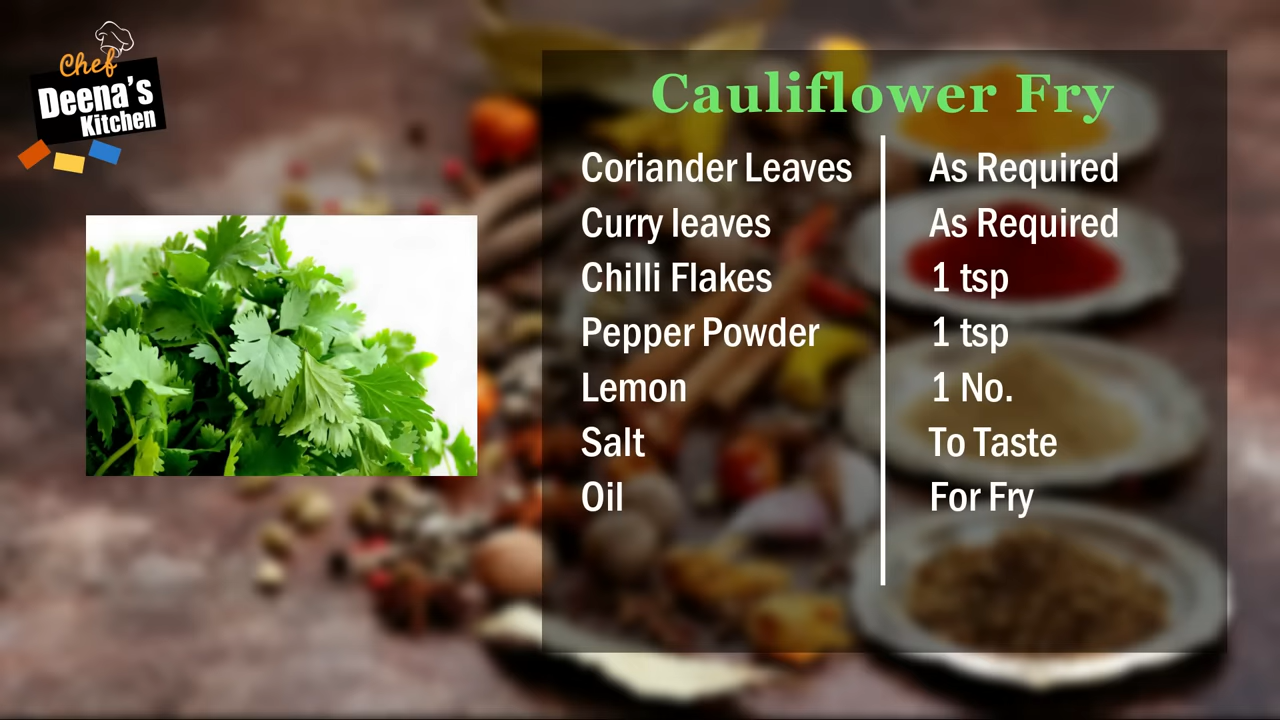 Chef
Deena's
Kitchen
Cauliflower Fry
Coriander Leaves As Required
Curry leaves As Required
Chilli Flakes 1 tsp
Pepper Powder 1 tsp
Lemon 1 No.
Salt To Taste
Oil For Fry